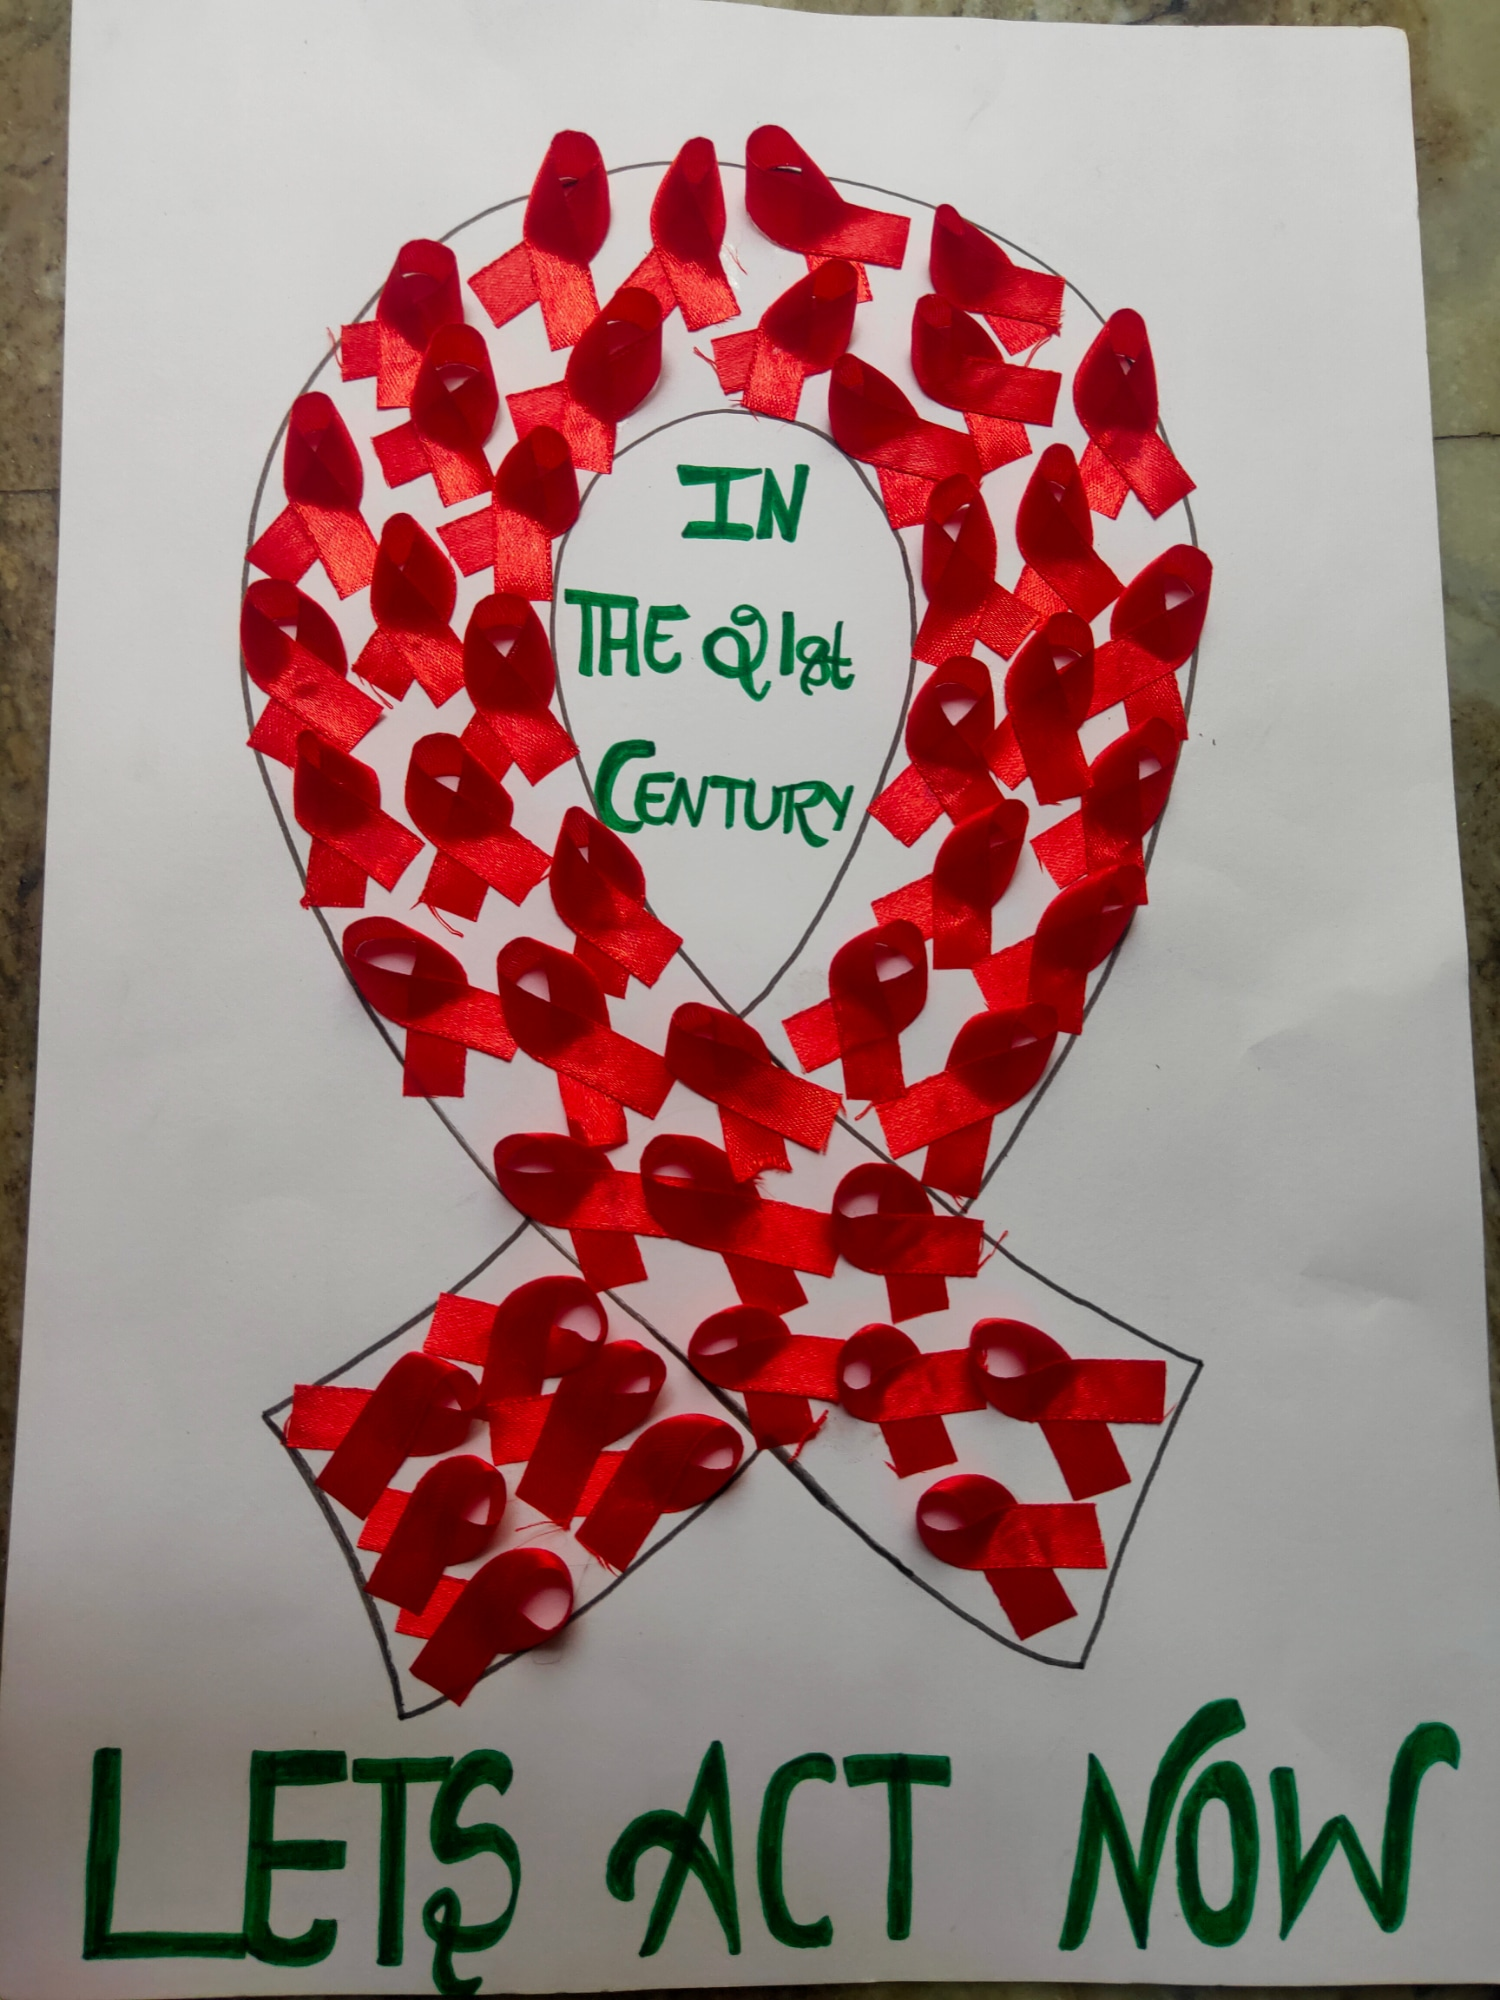 IN
THE 21st
CENTURY
LETS ACT NOW